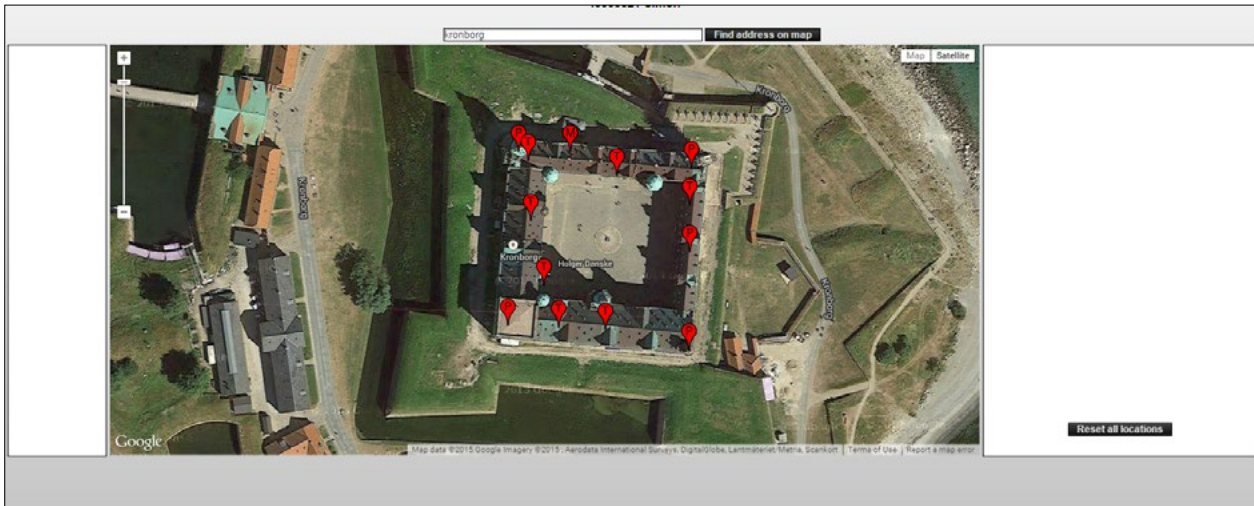 kronborg
Find address on map
Map
Satellite
Kronborg
Kronborg
Kronborg
P
T
M
T
P
T
T
P
Holger Danske
T
P
T
P
Google
Reset all locations
Map data ©2015 Google Imagery ©2015 , Aerodata International Surveys, DigitalGlobe, Lantmäteriet/Metria, Scankort
Terms of Use
Report a map error